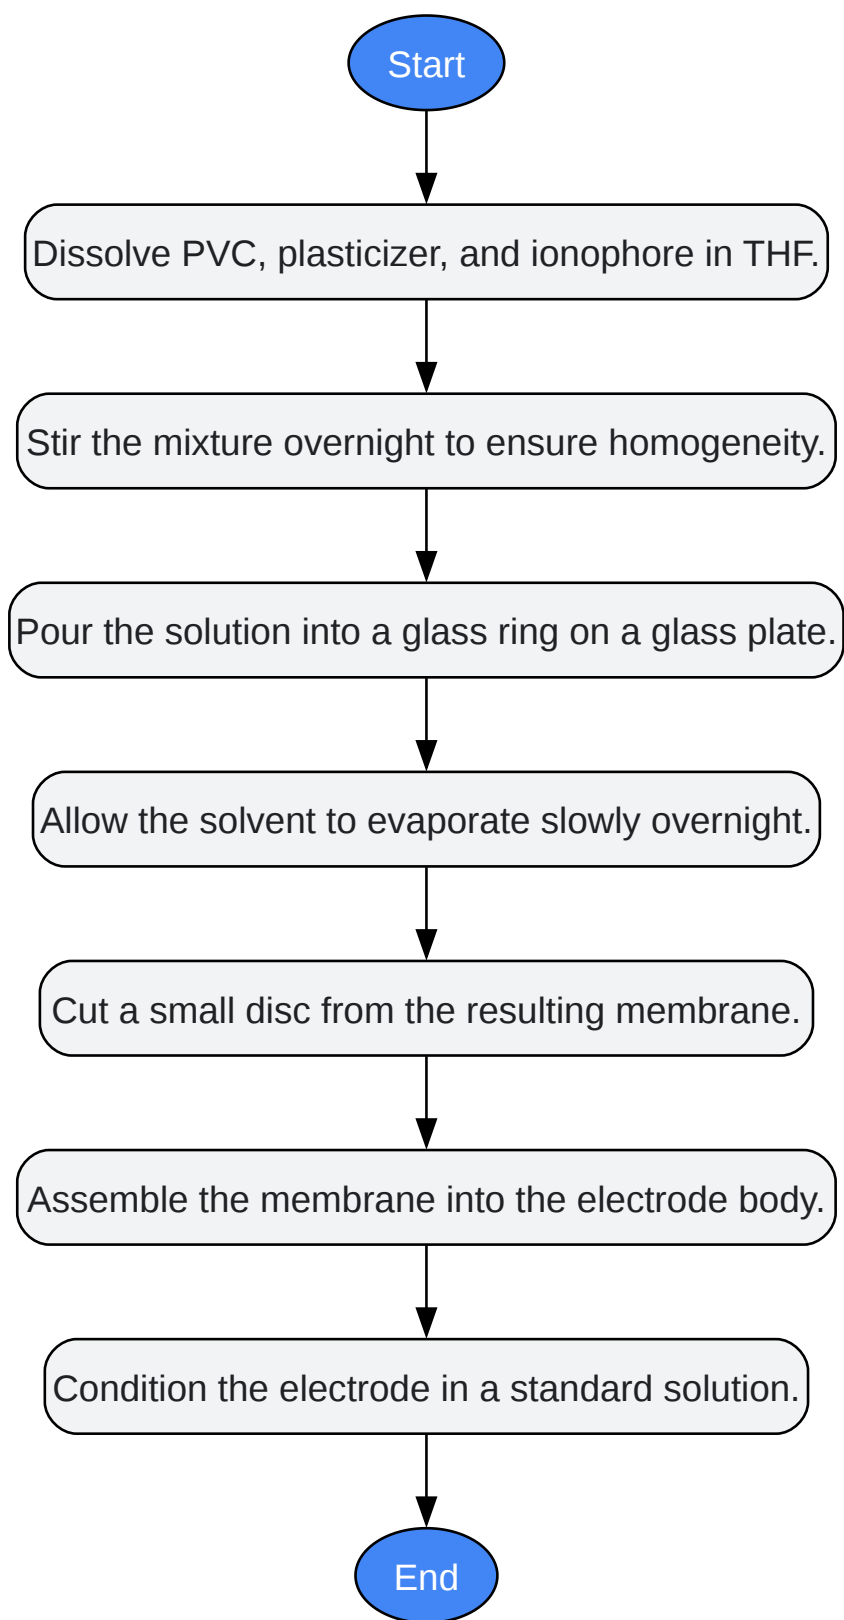 Start
Dissolve PVC, plasticizer, and ionophore in THF.
Stir the mixture overnight to ensure homogeneity.
Pour the solution into a glass ring on a glass plate.
Allow the solvent to evaporate slowly overnight.
Cut a small disc from the resulting membrane.
Assemble the membrane into the electrode body.
Condition the electrode in a standard solution.
End